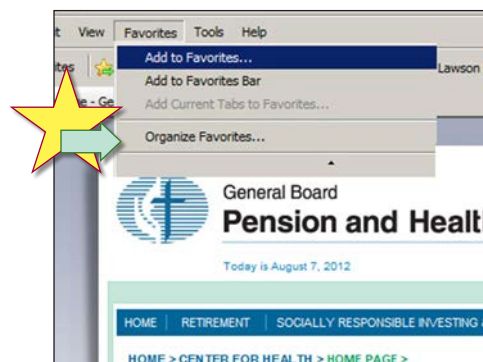 View Favorites Tools Help
Add to Favorites...
Lawson
Add to Favorites Bar
Add Current Tabs to Favorites...
Organize Favorites...
General Board
Pension and Healt
Today is August 7, 2012
HOME | RETIREMENT | SOCIALLY RESPONSIBLE INVESTING
HOME > CENTER FOR HEALTH > HOME PAGE >